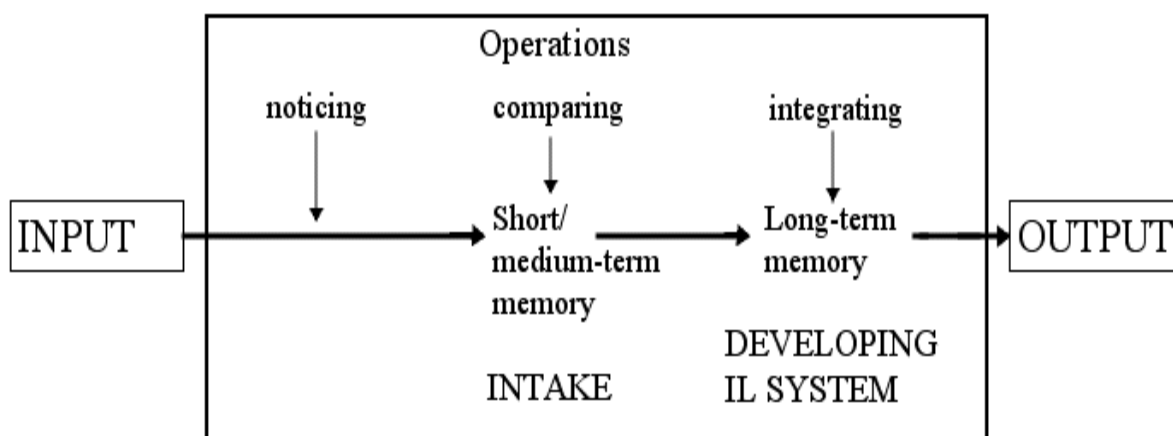 Operations
noticing
comparing
integrating
INPUT
Short/
medium-term
memory
Long-term
memory
OUTPUT
INTAKE
DEVELOPING
IL SYSTEM